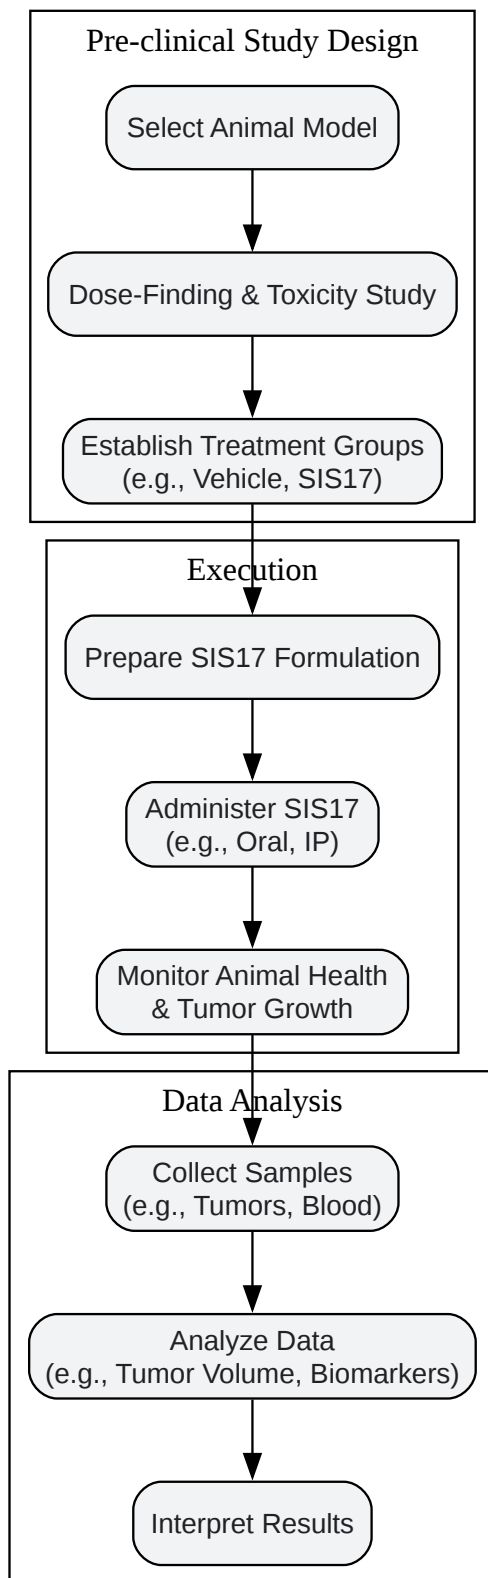 Pre-clinical Study Design
Select Animal Model
Dose-Finding & Toxicity Study
Establish Treatment Groups
(e.g., Vehicle, SIS17)
Execution
Prepare SIS17 Formulation
Administer SIS17
(e.g., Oral, IP)
Monitor Animal Health
& Tumor Growth
Data Analysis
Collect Samples
(e.g., Tumors, Blood)
Analyze Data
(e.g., Tumor Volume, Biomarkers)
Interpret Results